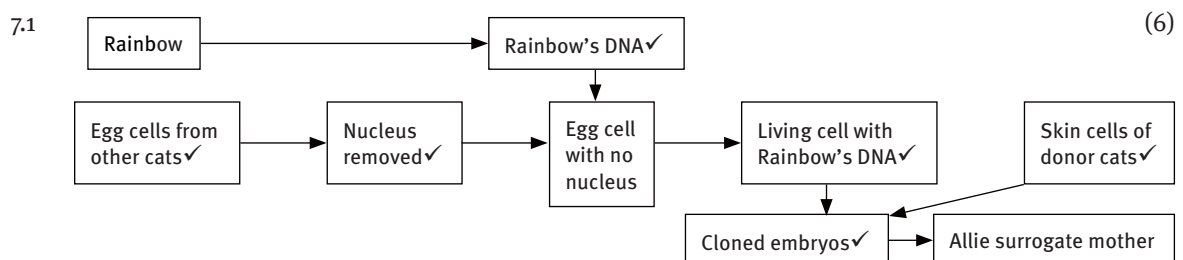 7.1
(6)
Rainbow
Rainbow's DNA✓
Egg cells from
other cats✓
Nucleus
removed✓
Egg cell
with no
nucleus
Living cell with
Rainbow's DNA✓
Skin cells of
donor cats✓
Cloned embryos✓
Allie surrogate mother